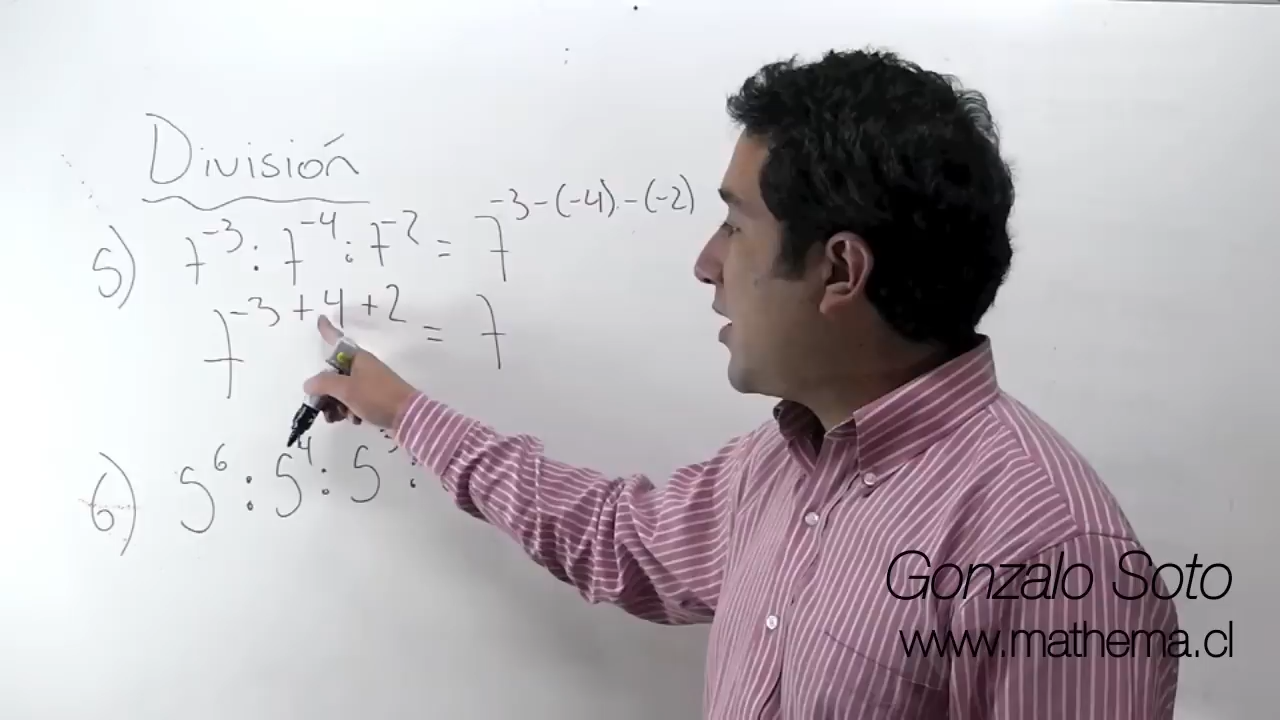 División
5) 7⁻³ : 7⁻⁴ : 7⁻² = 7⁻³⁻⁽⁻⁴⁾⁻⁽⁻²⁾
7⁻³⁺⁴⁺² = 7
6) 5⁶ : 5⁴ : 5
Gonzalo Soto
www.mathema.cl